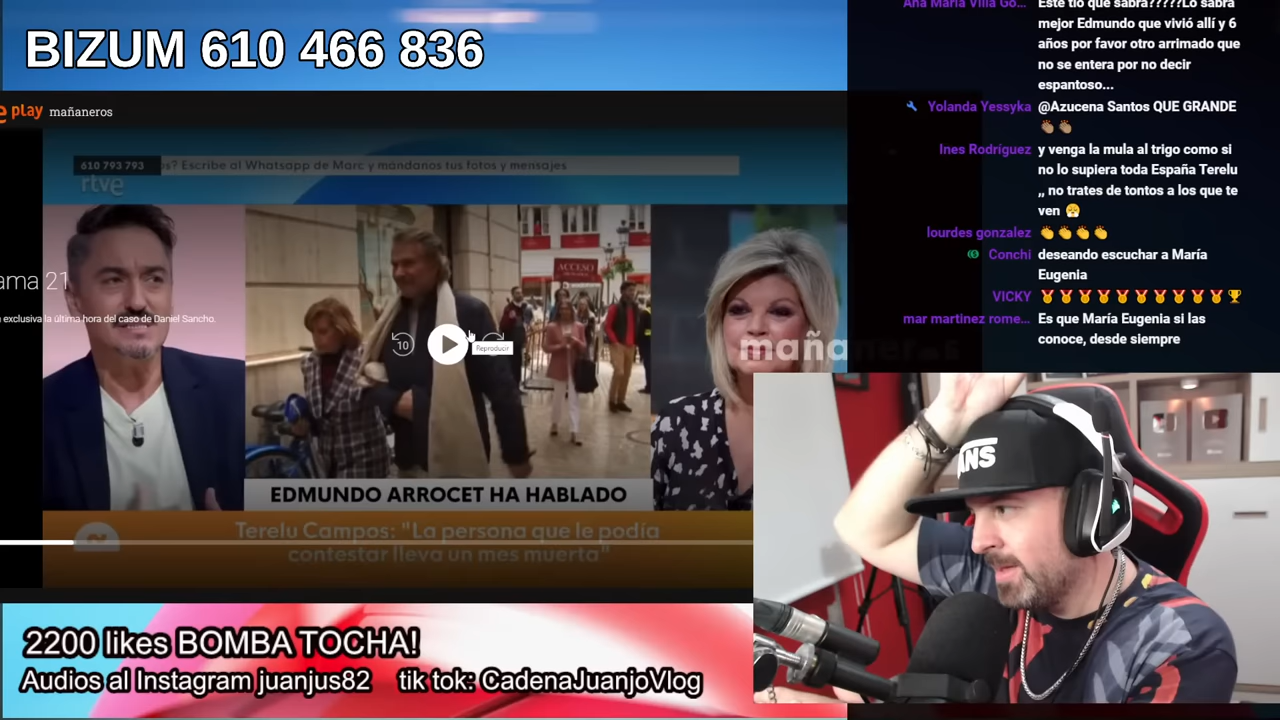 BIZUM 610 466 836
play mañaneros
610 793 793 s? Escribe al Whatsapp de Marc y mándanos tus fotos y mensajes
rtve
ACCESO
ama 21
exclusiva la última hora del caso de Daniel Sancho.
10
Reproducir
mañaneros
EDMUNDO ARROCET HA HABLADO
Terelu Campos: "La persona que le podía
contestar lleva un mes muerta"
2200 likes BOMBA TOCHA!
Audios al Instagram juanjus82 tik tok: CadenaJuanjoVlog
Ana María Villa Go... Este tío que sabrá?????Lo sabrá
mejor Edmundo que vivió allí y 6
años por favor otro arrimado que
no se entera por no decir
espantoso...
Yolanda Yessyka @Azucena Santos QUE GRANDE
👏🏽 👏🏽
Ines Rodríguez y venga la mula al trigo como si
no lo supiera toda España Terelu
,, no trates de tontos a los que te
ven 😤
lourdes gonzalez 👏 👏 👏 👏
Conchi deseando escuchar a María
Eugenia
VICKY 🏅 🏅 🏅 🏅 🏅 🏅 🏅 🏅 🏅 🏆
mar martinez rome... Es que María Eugenia si las
conoce, desde siempre
VANS